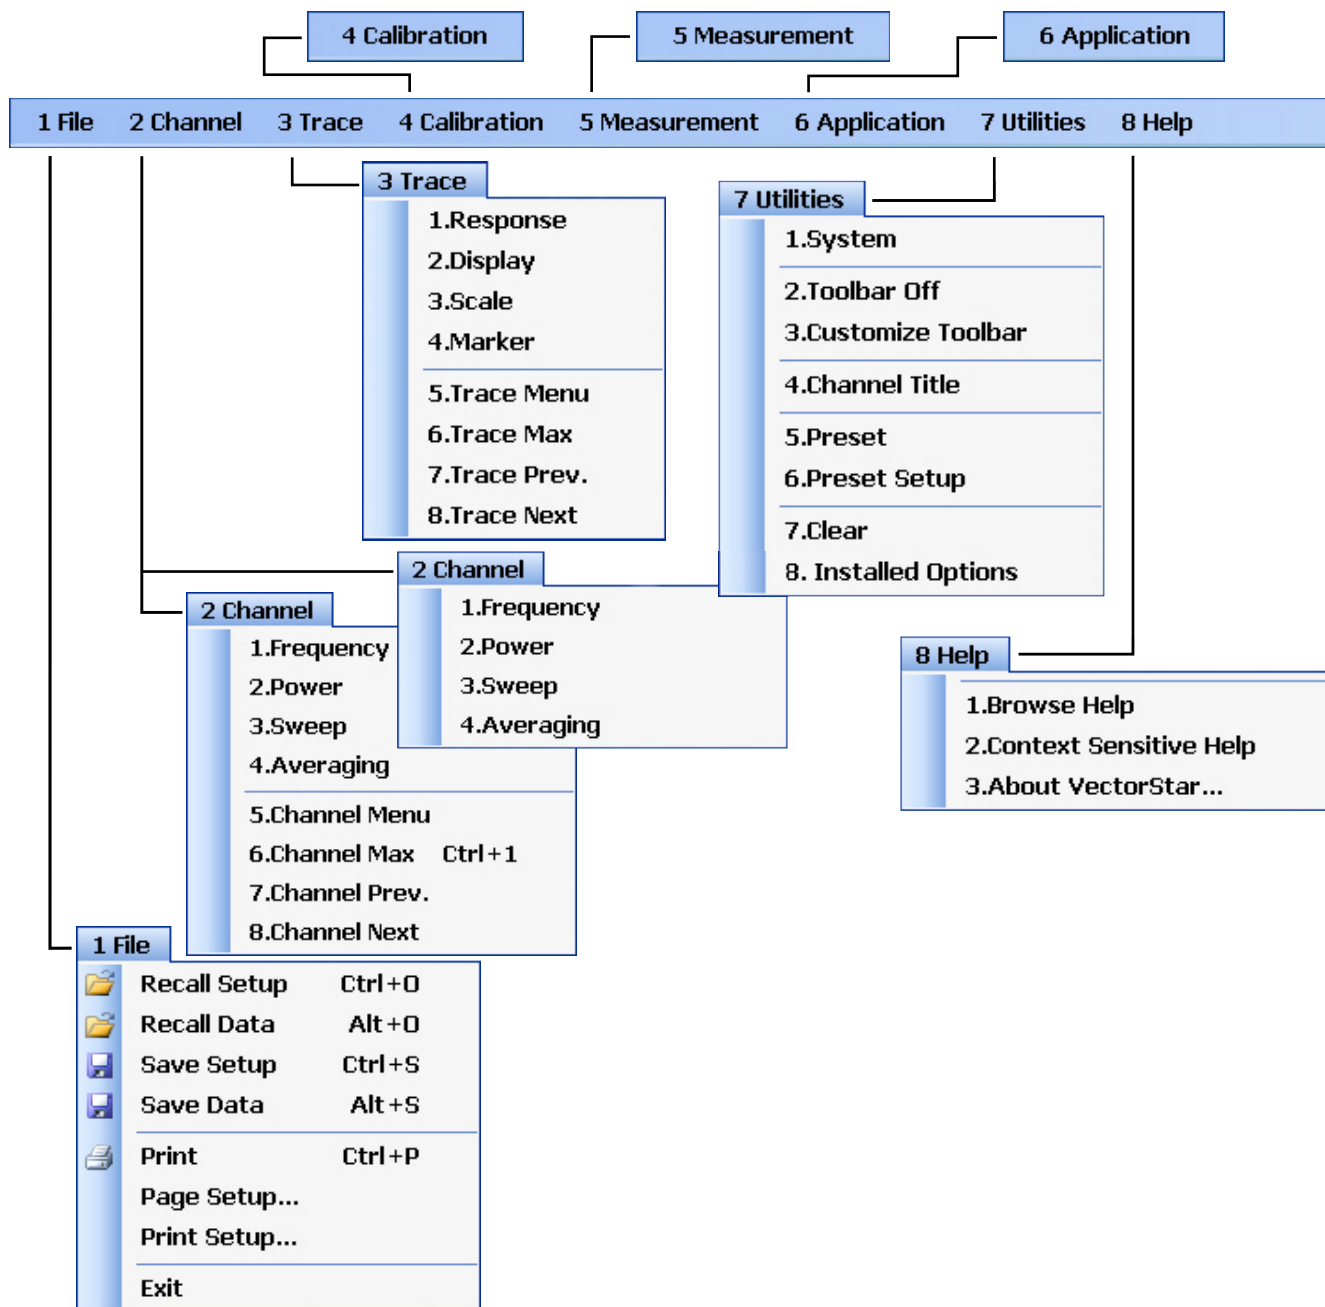 4 Calibration
5 Measurement
6 Application
1 File 2 Channel 3 Trace 4 Calibration 5 Measurement 6 Application 7 Utilities 8 Help
3 Trace
1.Response
2.Display
3.Scale
4.Marker
5.Trace Menu
6.Trace Max
7.Trace Prev.
8.Trace Next
7 Utilities
1.System
2.Toolbar Off
3.Customize Toolbar
4.Channel Title
5.Preset
6.Preset Setup
7.Clear
8. Installed Options
2 Channel
1.Frequency
2.Power
3.Sweep
4.Averaging
2 Channel
1.Frequency
2.Power
3.Sweep
4.Averaging
5.Channel Menu
6.Channel Max Ctrl+1
7.Channel Prev.
8.Channel Next
8 Help
1.Browse Help
2.Context Sensitive Help
3.About VectorStar...
1 File
Recall Setup Ctrl+O
Recall Data Alt+O
Save Setup Ctrl+S
Save Data Alt+S
Print Ctrl+P
Page Setup...
Print Setup...
Exit